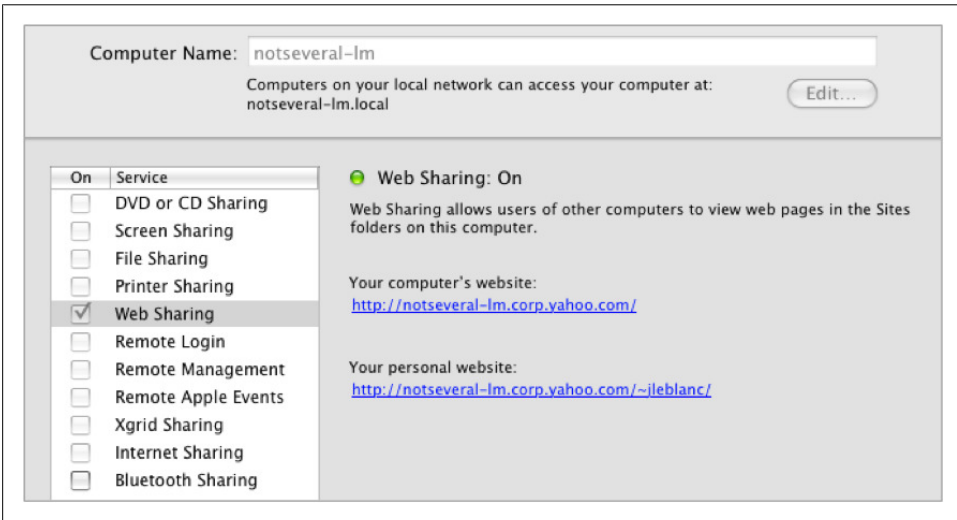 Computer Name: notseveral-lm
Computers on your local network can access your computer at:
notseveral-lm.local
Edit...
On Service
DVD or CD Sharing
Screen Sharing
File Sharing
Printer Sharing
Web Sharing
Remote Login
Remote Management
Remote Apple Events
Xgrid Sharing
Internet Sharing
Bluetooth Sharing
Web Sharing: On
Web Sharing allows users of other computers to view web pages in the Sites
folders on this computer.
Your computer's website:
http://notseveral-lm.corp.yahoo.com/
Your personal website:
http://notseveral-lm.corp.yahoo.com/~jleblanc/